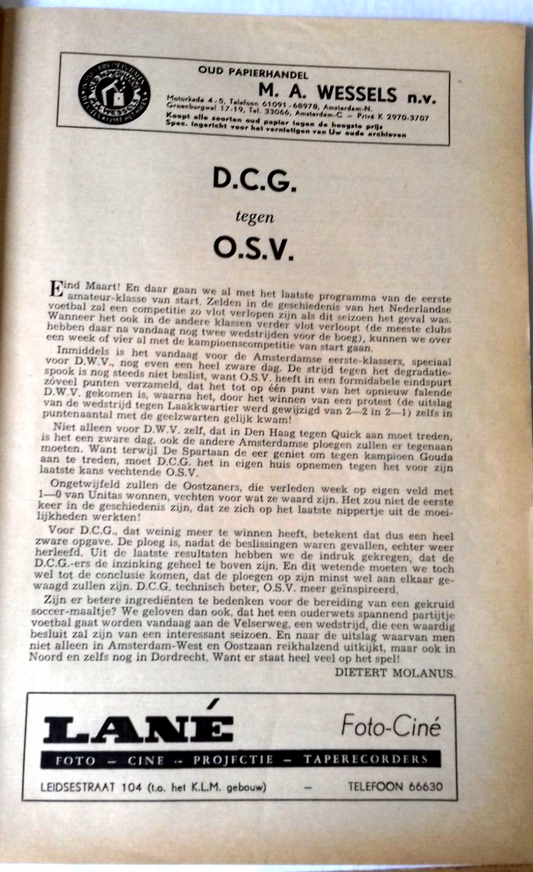 OUD PAPIERHANDEL
M. A. WESSELS n.v.
Motorkade 4-5, Telefoon 61091-68978, Amsterdam-N.
Groenburgwal 17-19, Tel. 33066, Amsterdam-C — Privé K 2970-3707
Koopt alle soorten oud papier tegen de hoogste prijs
Spec. ingericht voor het vernietigen van Uw oude archieven
D.C.G.
tegen
O.S.V.
Eind Maart! En daar gaan we al met het laatste programma van de eerste
amateur-klasse van start. Zelden in de geschiedenis van het Nederlandse
voetbal zal een competitie zo vlot verlopen zijn als dit seizoen het geval was.
Wanneer het ook in de andere klassen verder vlot verloopt (de meeste clubs
hebben daar na vandaag nog twee wedstrijden voor de boeg), kunnen we over
een week of vier al met de kampioenscompetitie van start gaan.
Inmiddels is het vandaag voor de Amsterdamse eerste-klassers, speciaal
voor D.W.V., nog even een heel zware dag. De strijd tegen het degradatie-
spook is nog steeds niet beslist, want O.S.V. heeft in een formidabele eindspurt
zóveel punten verzameld, dat het tot op één punt van het opnieuw falende
D.W.V. gekomen is, waarna het, door het winnen van een protest (de uitslag
van de wedstrijd tegen Laakkwartier werd gewijzigd van 2—2 in 2—1) zelfs in
puntenaantal met de geelzwarten gelijk kwam!
Niet alleen voor D.W.V. zelf, dat in Den Haag tegen Quick aan moet treden,
is het een zware dag, ook de andere Amsterdamse ploegen zullen er tegenaan
moeten. Want terwijl De Spartaan de eer geniet om tegen kampioen Gouda
aan te treden, moet D.C.G. het in eigen huis opnemen tegen het voor zijn
laatste kans vechtende O.S.V.
Ongetwijfeld zullen de Oostzaners, die verleden week op eigen veld met
1—0 van Unitas wonnen, vechten voor wat ze waard zijn. Het zou niet de eerste
keer in de geschiedenis zijn, dat ze zich op het laatste nippertje uit de moei-
lijkheden werkten!
Voor D.C.G., dat weinig meer te winnen heeft, betekent dat dus een heel
zware opgave. De ploeg is, nadat de beslissingen waren gevallen, echter weer
herleefd. Uit de laatste resultaten hebben we de indruk gekregen, dat de
D.C.G.-ers de inzinking geheel te boven zijn. En dit wetende moeten we toch
wel tot de conclusie komen, dat de ploegen op zijn minst wel aan elkaar ge-
waagd zullen zijn. D.C.G. technisch beter, O.S.V. meer geïnspireerd.
Zijn er betere ingrediënten te bedenken voor de bereiding van een gekruid
soccer-maaltje? We geloven dan ook, dat het een ouderwets spannend partijtje
voetbal gaat worden vandaag aan de Velserweg, een wedstrijd, die een waardig
besluit zal zijn van een interessant seizoen. En naar de uitslag waarvan men
niet alleen in Amsterdam-West en Oostzaan reikhalzend uitkijkt, maar ook in
Noord en zelfs nog in Dordrecht. Want er staat heel veel op het spel!
DIETERT MOLANUS.
LANÉ
Foto-Ciné
FOTO — CINE — PROJECTIE — TAPERECORDERS
LEIDSESTRAAT 104 (t.o. het K.L.M. gebouw) — TELEFOON 66630